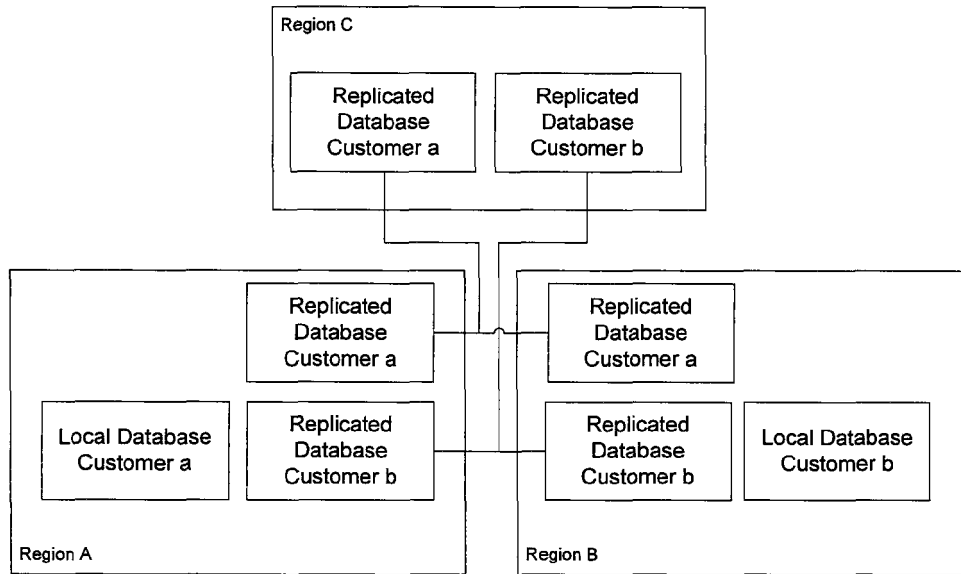 Region C
Replicated
Database
Customer a
Replicated
Database
Customer b
Replicated
Database
Customer a
Replicated
Database
Customer a
Local Database
Customer a
Replicated
Database
Customer b
Replicated
Database
Customer b
Local Database
Customer b
Region A
Region B